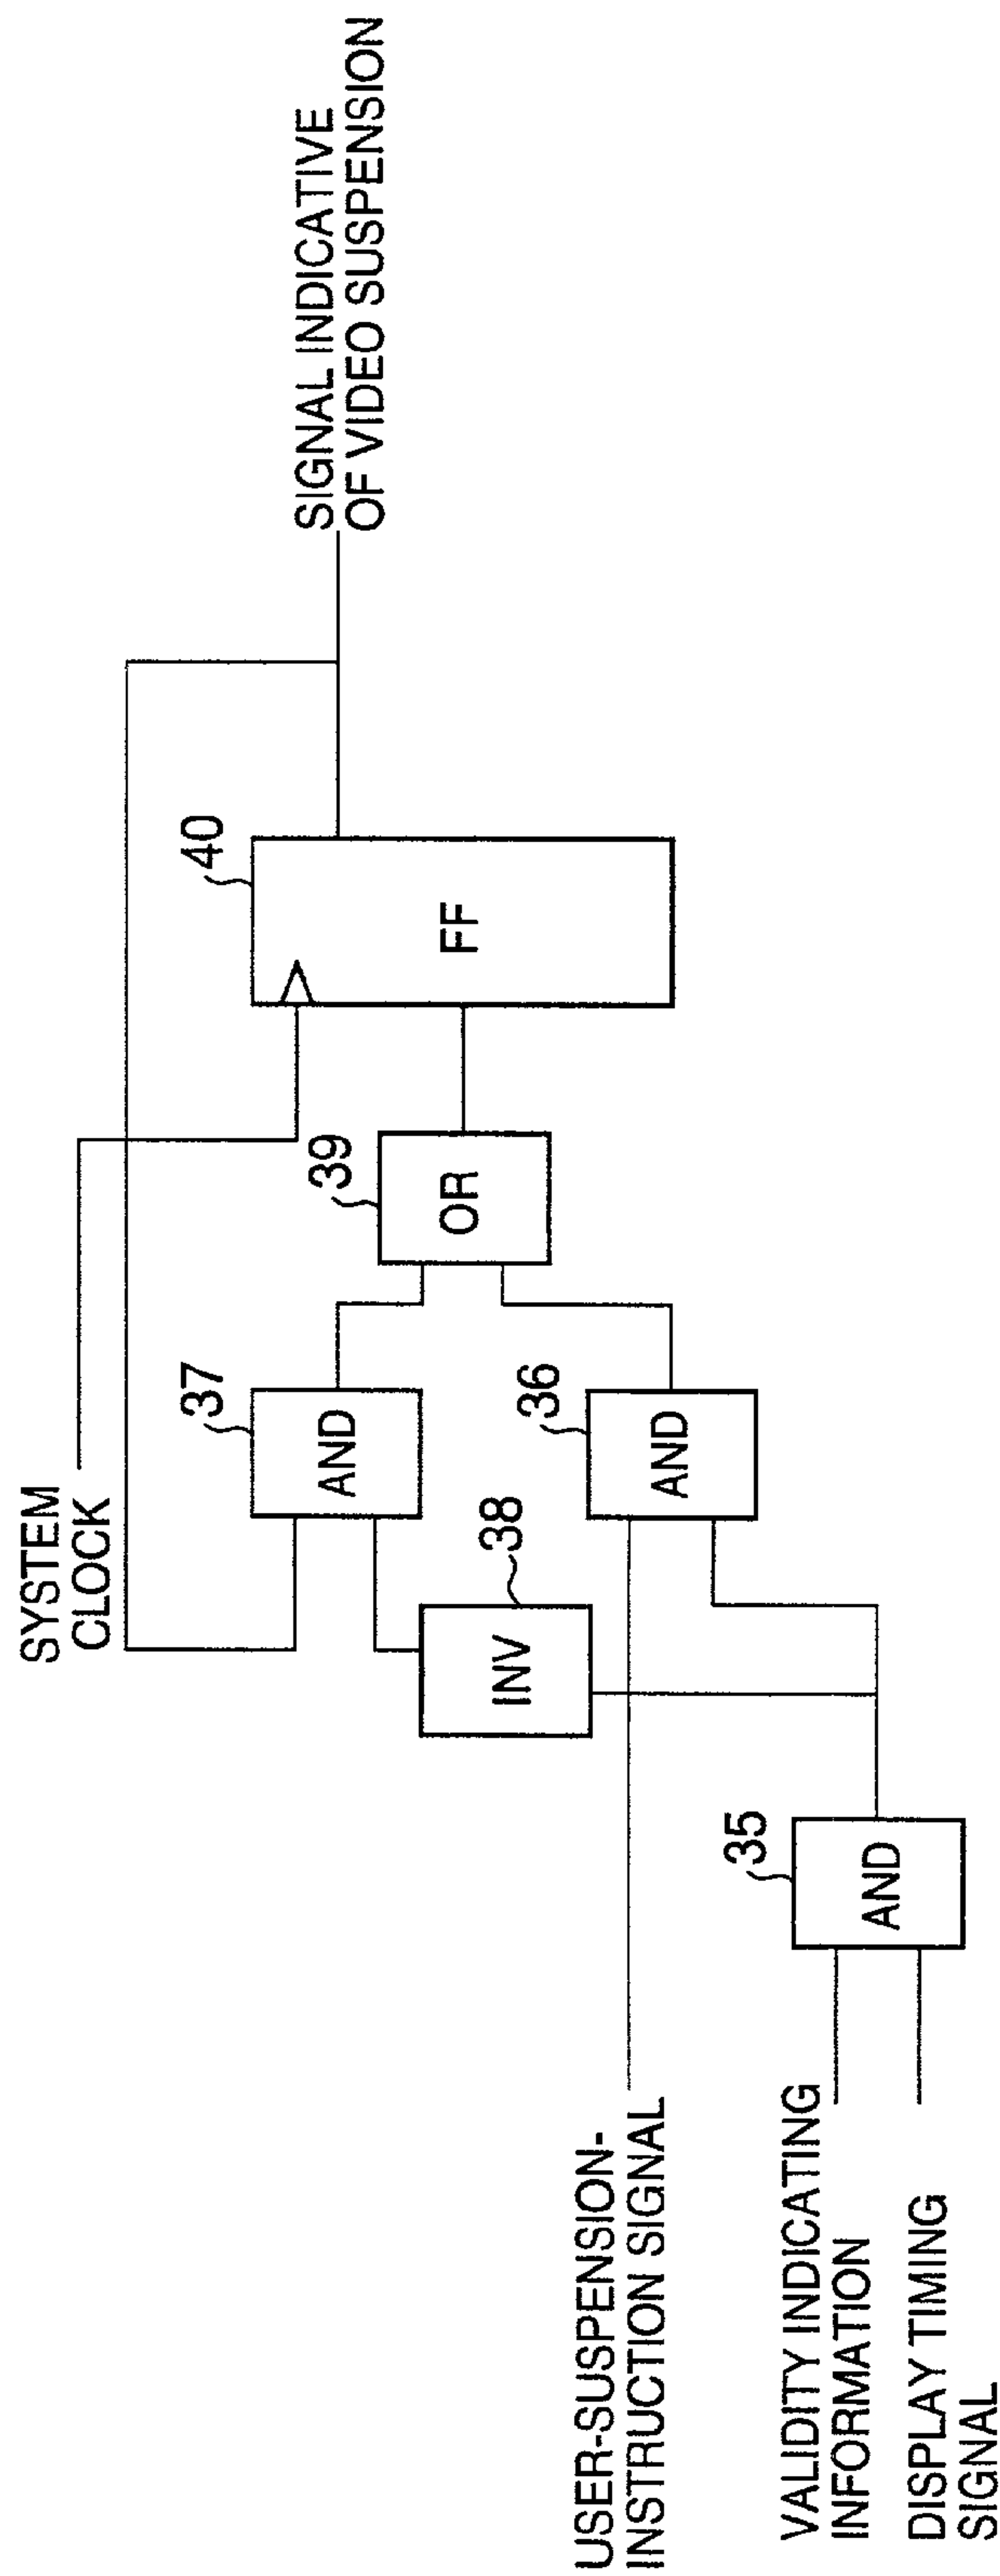 SYSTEM
CLOCK
SIGNAL INDICATIVE
OF VIDEO SUSPENSION
37
AND
39
OR
40
FF
38
INV
36
AND
USER-SUSPENSION-
INSTRUCTION SIGNAL
35
AND
VALIDITY INDICATING
INFORMATION
DISPLAY TIMING
SIGNAL